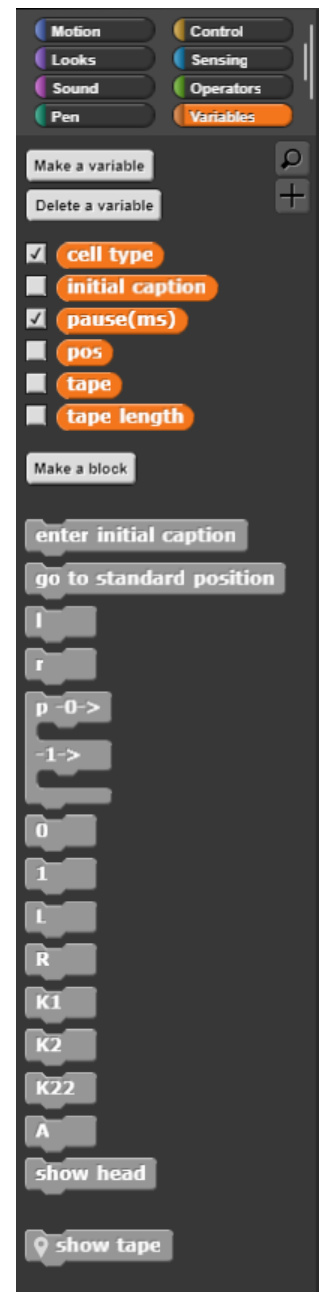 Motion Control
Looks Sensing
Sound Operators
Pen Variables
Make a variable
Delete a variable
cell type
initial caption
pause(ms)
pos
tape
tape length
Make a block
enter initial caption
go to standard position
l
r
p -0->
-1->
0
1
L
R
K1
K2
K22
A
show head
show tape